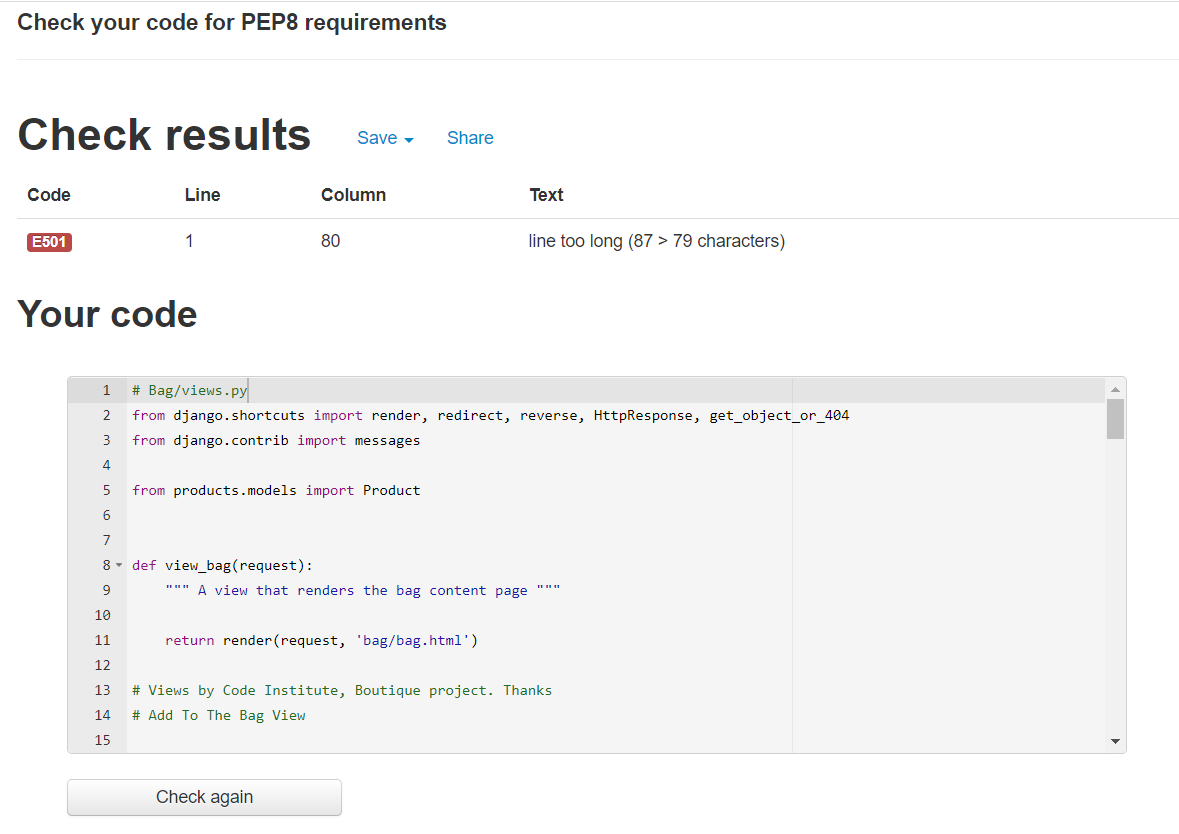 Check your code for PEP8 requirements
Check results Save Share
Code Line Column Text
E501 1 80 line too long (87 > 79 characters)
Your code
1 # Bag/views.py
2 from django.shortcuts import render, redirect, reverse, HttpResponse, get_object_or_404
3 from django.contrib import messages
4
5 from products.models import Product
6
7
8 def view_bag(request):
9     """ A view that renders the bag content page """
10
11     return render(request, 'bag/bag.html')
12
13 # Views by Code Institute, Boutique project. Thanks
14 # Add To The Bag View
15
Check again